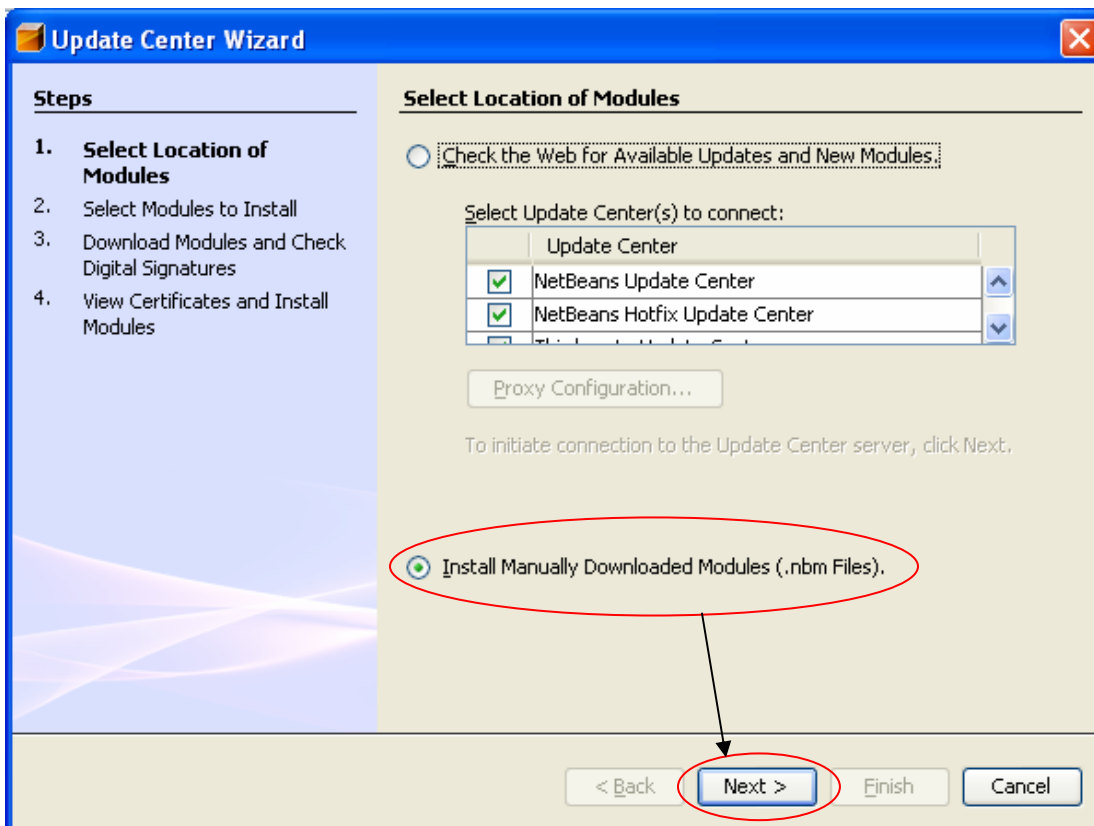 Update Center Wizard
Steps
1. Select Location of
Modules
2. Select Modules to Install
3. Download Modules and Check
Digital Signatures
4. View Certificates and Install
Modules
Select Location of Modules
Check the Web for Available Updates and New Modules.
Select Update Center(s) to connect:
Update Center
NetBeans Update Center
NetBeans Hotfix Update Center
Proxy Configuration...
To initiate connection to the Update Center server, click Next.
Install Manually Downloaded Modules (.nbm Files).
< Back
Next >
Finish
Cancel